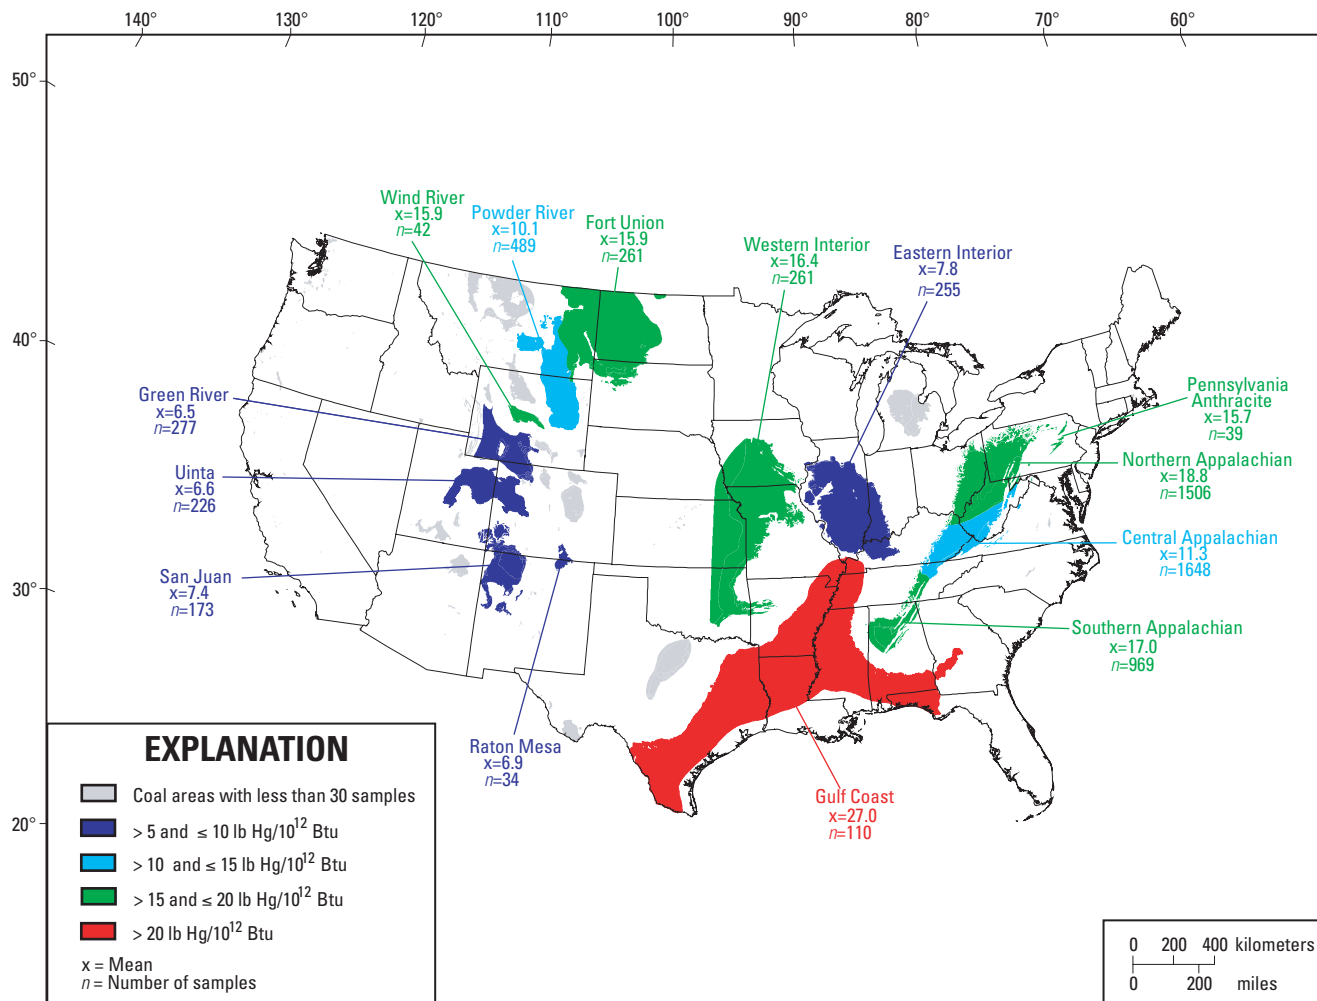 140° 130° 120° 110° 100° 90° 80° 70° 60°
50°
40°
30°
20°
Wind River
x=15.9
n=42
Powder River
x=10.1
n=489
Fort Union
x=15.9
n=261
Western Interior
x=16.4
n=261
Eastern Interior
x=7.8
n=255
Green River
x=6.5
n=277
Uinta
x=6.6
n=226
San Juan
x=7.4
n=173
Raton Mesa
x=6.9
n=34
Gulf Coast
x=27.0
n=110
Pennsylvania
Anthracite
x=15.7
n=39
Northern Appalachian
x=18.8
n=1506
Central Appalachian
x=11.3
n=1648
Southern Appalachian
x=17.0
n=969
EXPLANATION
Coal areas with less than 30 samples
> 5 and ≤ 10 lb Hg/10¹² Btu
> 10 and ≤ 15 lb Hg/10¹² Btu
> 15 and ≤ 20 lb Hg/10¹² Btu
> 20 lb Hg/10¹² Btu
x = Mean
n = Number of samples
0 200 400 kilometers
0 200 miles